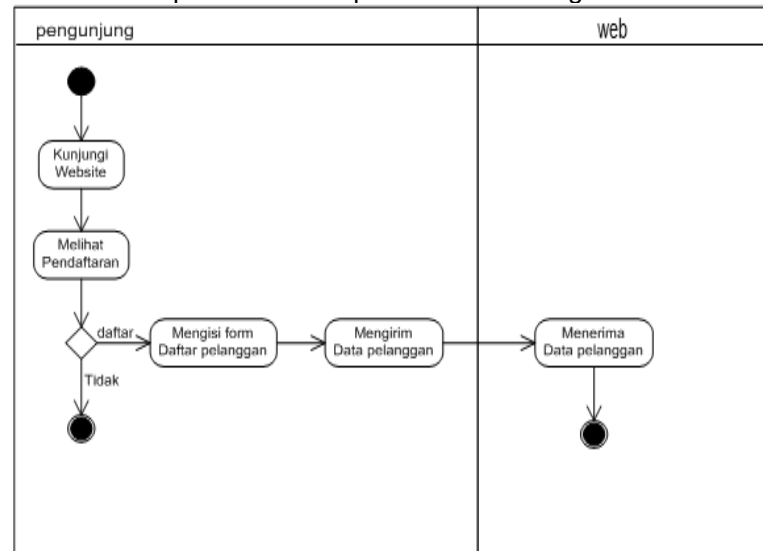 pengunjung
web
Kunjungi
Website
Melihat
Pendaftaran
daftar
Mengisi form
Daftar pelanggan
Mengirim
Data pelanggan
Menerima
Data pelanggan
Tidak